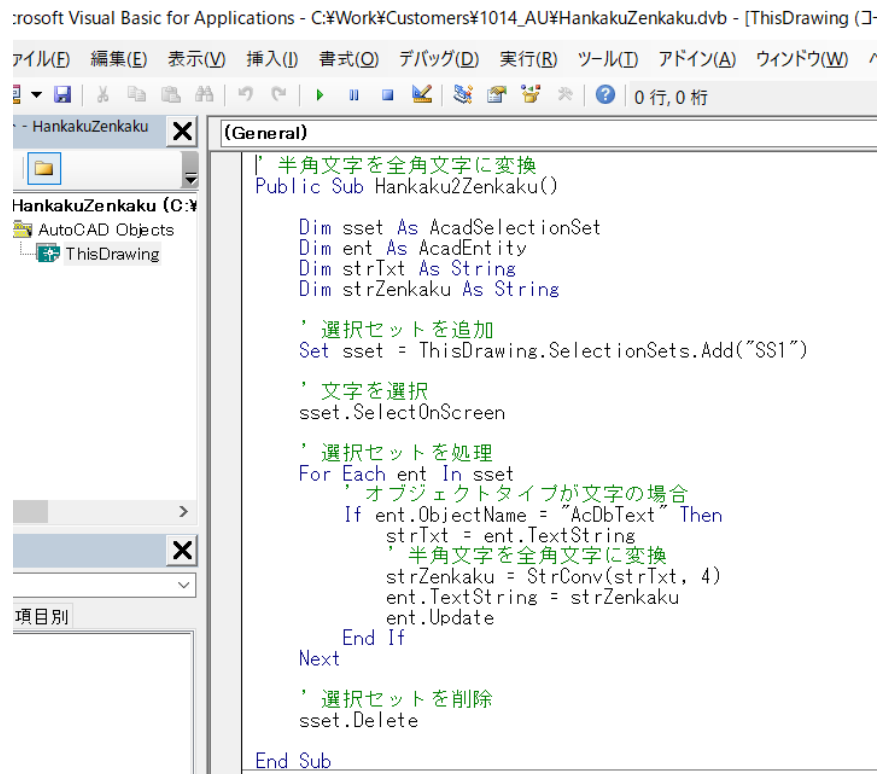 crosoft Visual Basic for Applications - C:¥Work¥Customers¥1014_AU¥HankakuZenkaku.dvb - [ThisDrawing (コ
ァイル(F) 編集(E) 表示(V) 挿入(I) 書式(O) デバッグ(D) 実行(R) ツール(T) アドイン(A) ウィンドウ(W)
0 行, 0 桁
- HankakuZenkaku
(General)
HankakuZenkaku (C:¥
AutoCAD Objects
ThisDrawing
項目別
' 半角文字を全角文字に変換
Public Sub Hankaku2Zenkaku()
Dim sset As AcadSelectionSet
Dim ent As AcadEntity
Dim strTxt As String
Dim strZenkaku As String
' 選択セットを追加
Set sset = ThisDrawing.SelectionSets.Add("SS1")
' 文字を選択
sset.SelectOnScreen
' 選択セットを処理
For Each ent In sset
' オブジェクトタイプが文字の場合
If ent.ObjectName = "AcDbText" Then
strTxt = ent.TextString
' 半角文字を全角文字に変換
strZenkaku = StrConv(strTxt, 4)
ent.TextString = strZenkaku
ent.Update
End If
Next
' 選択セットを削除
sset.Delete
End Sub